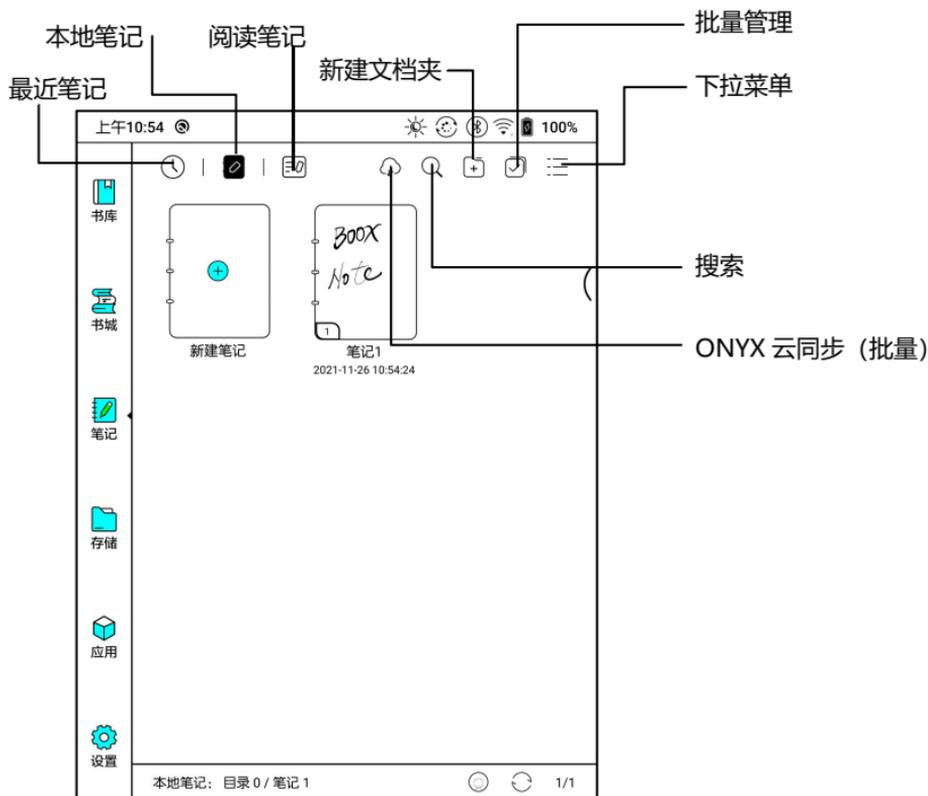 批量管理
本地笔记
阅读笔记
新建文档夹
下拉菜单
最近笔记
上午10:54
100%
书库
BOOX
Note
搜索
1
书城
新建笔记
笔记1
ONYX 云同步（批量）
2021-11-26 10:54:24
笔记
存储
应用
设置
本地笔记： 目录 0 / 笔记 1
1/1